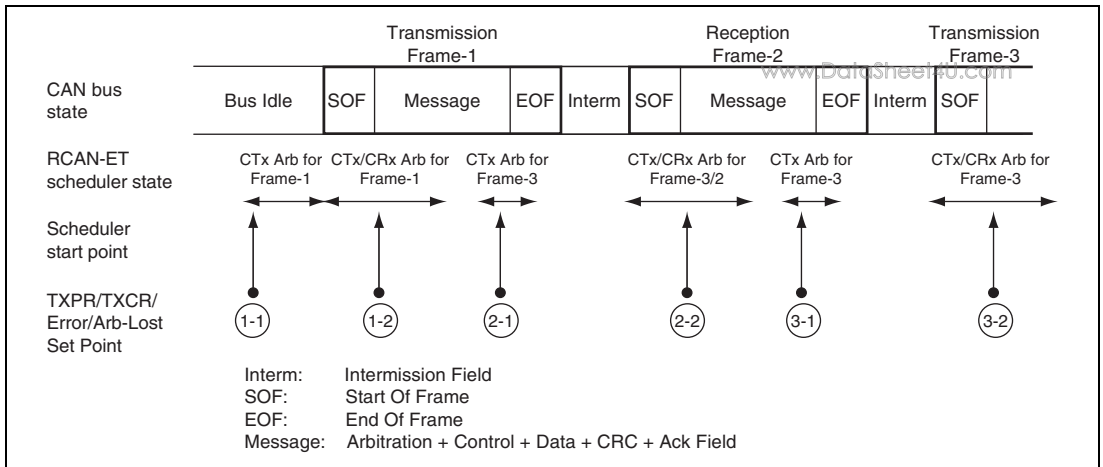 Transmission
Frame-1
Reception
Frame-2
Transmission
Frame-3
www.DataSheet4U.com
CAN bus
state
Bus Idle
SOF
Message
EOF
Interm
SOF
Message
EOF
Interm
SOF
RCAN-ET
scheduler state
CTx Arb for
Frame-1
CTx/CRx Arb for
Frame-1
CTx Arb for
Frame-3
CTx/CRx Arb for
Frame-3/2
CTx Arb for
Frame-3
CTx/CRx Arb for
Frame-3
Scheduler
start point
TXPR/TXCR/
Error/Arb-Lost
Set Point
1-1
1-2
2-1
2-2
3-1
3-2
Interm: Intermission Field
SOF: Start Of Frame
EOF: End Of Frame
Message: Arbitration + Control + Data + CRC + Ack Field